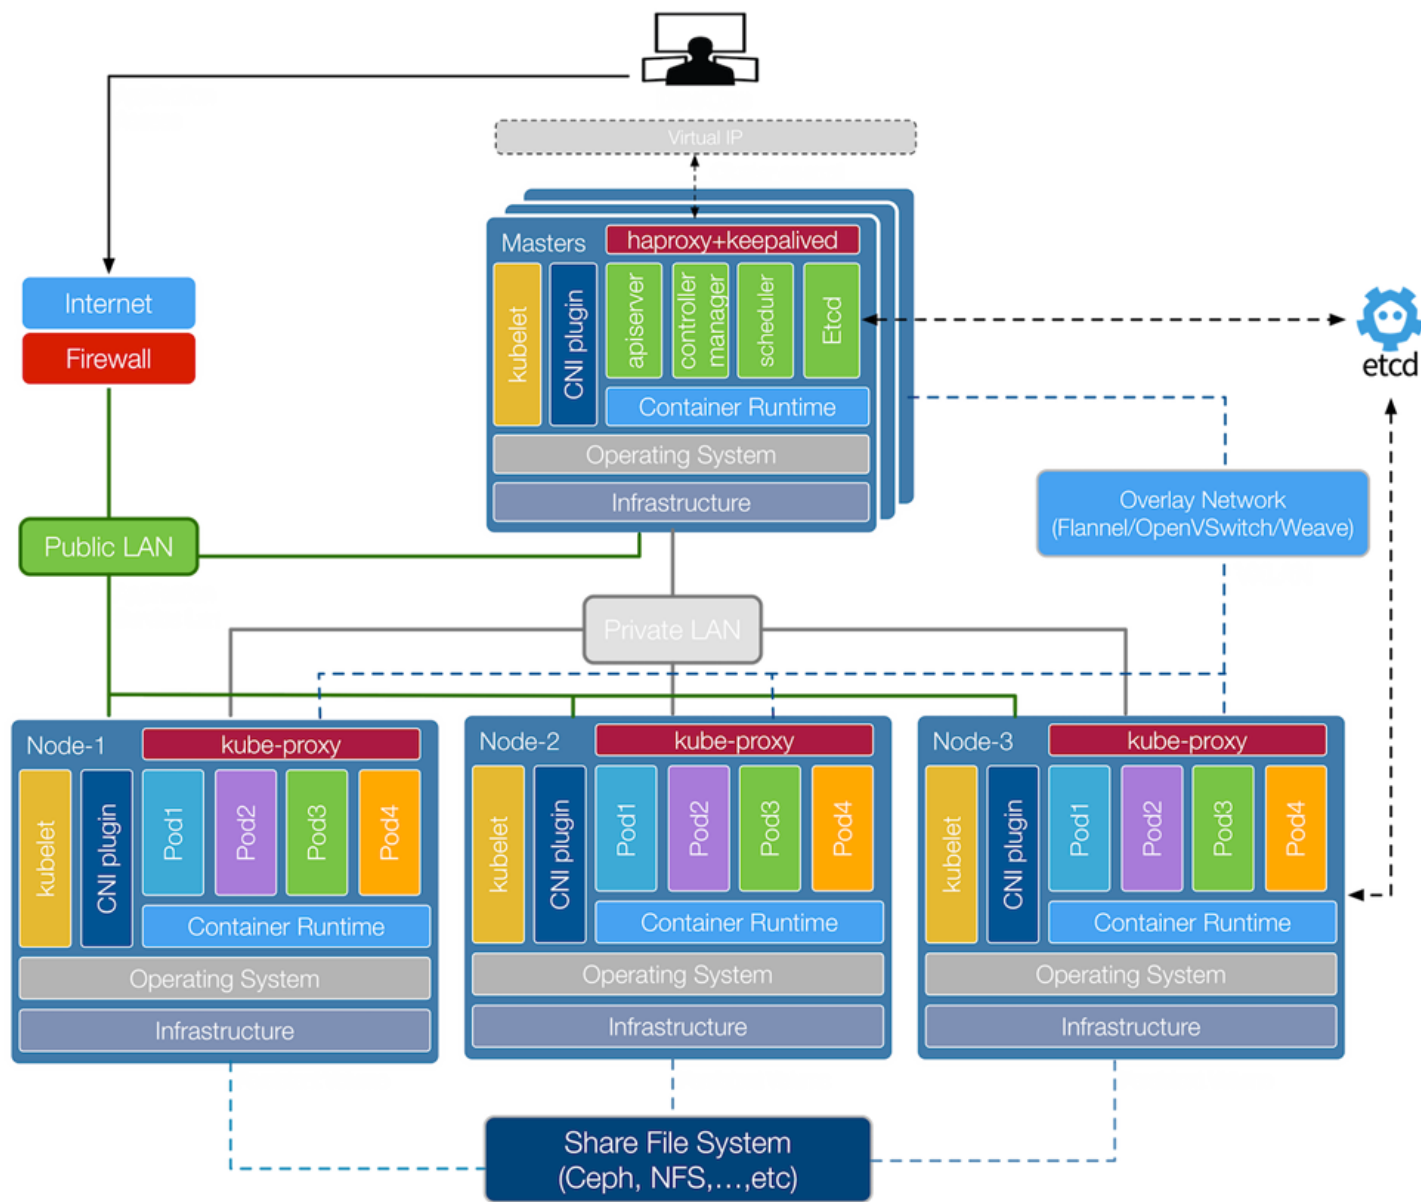 Virtual IP
Masters
haproxy+keepalived
kubelet
CNI plugin
apiserver
controller
manager
scheduler
Etcd
Container Runtime
Operating System
Infrastructure
Internet
Firewall
etcd
Overlay Network
(Flannel/OpenVSwitch/Weave)
Public LAN
Private LAN
Node-1
kube-proxy
kubelet
CNI plugin
Pod1
Pod2
Pod3
Pod4
Container Runtime
Operating System
Infrastructure
Node-2
kube-proxy
kubelet
CNI plugin
Pod1
Pod2
Pod3
Pod4
Container Runtime
Operating System
Infrastructure
Node-3
kube-proxy
kubelet
CNI plugin
Pod1
Pod2
Pod3
Pod4
Container Runtime
Operating System
Infrastructure
Share File System
(Ceph, NFS,...,etc)